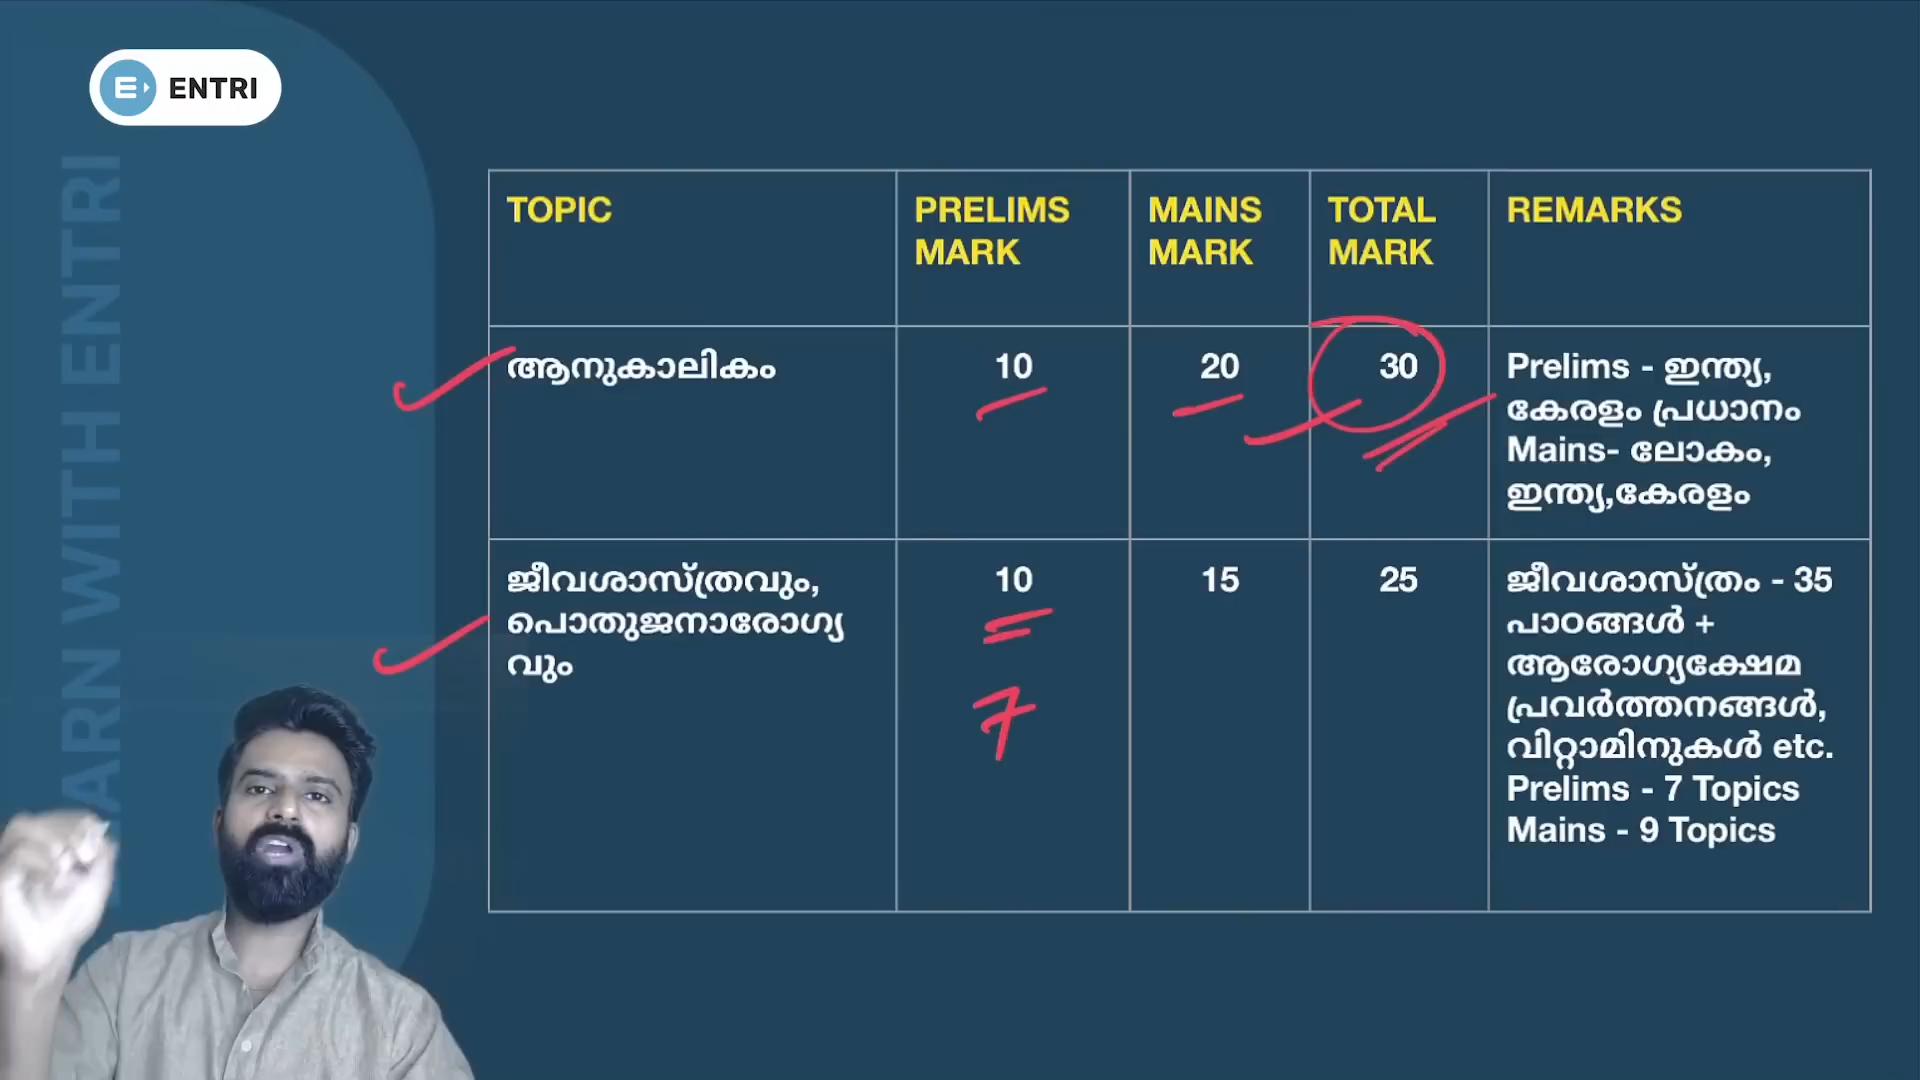 ENTRI
LEARN WITH ENTRI
TOPIC
PRELIMS
MARK
MAINS
MARK
TOTAL
MARK
REMARKS
ആനുകാലികം
10
20
30
Prelims - ഇന്ത്യ,
കേരളം പ്രധാനം
Mains- ലോകം,
ഇന്ത്യ,കേരളം
ജീവശാസ്ത്രവും,
പൊതുജനാരോഗ്യ
വും
10
7
15
25
ജീവശാസ്ത്രം - 35
പാഠങ്ങൾ +
ആരോഗ്യക്ഷേമ
പ്രവർത്തനങ്ങൾ,
വിറ്റാമിനുകൾ etc.
Prelims - 7 Topics
Mains - 9 Topics